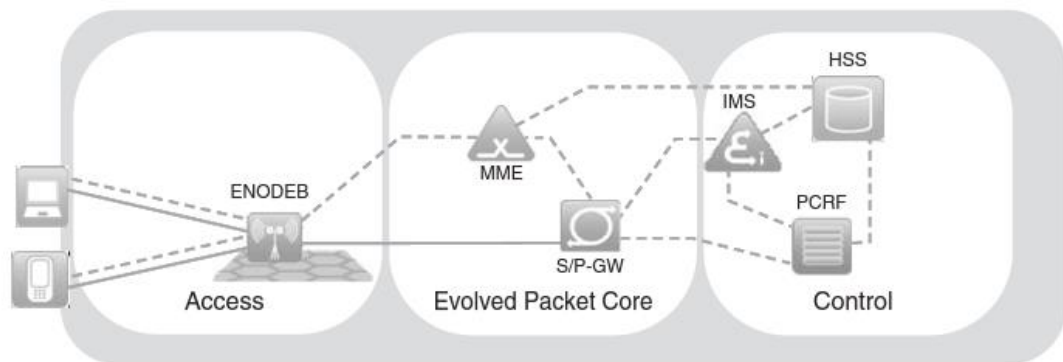 HSS
IMS
MME
ENODEB
PCRF
S/P-GW
Access
Evolved Packet Core
Control